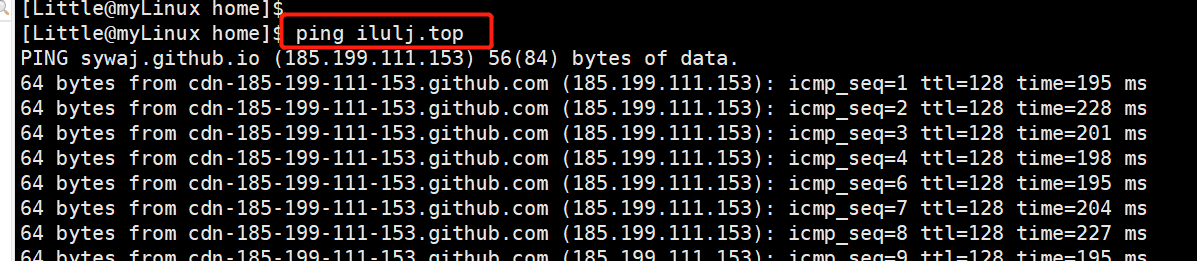 [Little@myLinux home]$
[Little@myLinux home]$ ping ilulj.top
PING sywaj.github.io (185.199.111.153) 56(84) bytes of data.
64 bytes from cdn-185-199-111-153.github.com (185.199.111.153): icmp_seq=1 ttl=128 time=195 ms
64 bytes from cdn-185-199-111-153.github.com (185.199.111.153): icmp_seq=2 ttl=128 time=228 ms
64 bytes from cdn-185-199-111-153.github.com (185.199.111.153): icmp_seq=3 ttl=128 time=201 ms
64 bytes from cdn-185-199-111-153.github.com (185.199.111.153): icmp_seq=4 ttl=128 time=198 ms
64 bytes from cdn-185-199-111-153.github.com (185.199.111.153): icmp_seq=6 ttl=128 time=195 ms
64 bytes from cdn-185-199-111-153.github.com (185.199.111.153): icmp_seq=7 ttl=128 time=204 ms
64 bytes from cdn-185-199-111-153.github.com (185.199.111.153): icmp_seq=8 ttl=128 time=227 ms
64 bytes from cdn-185-199-111-153.github.com (185.199.111.153): icmp_seq=9 ttl=128 time=195 ms